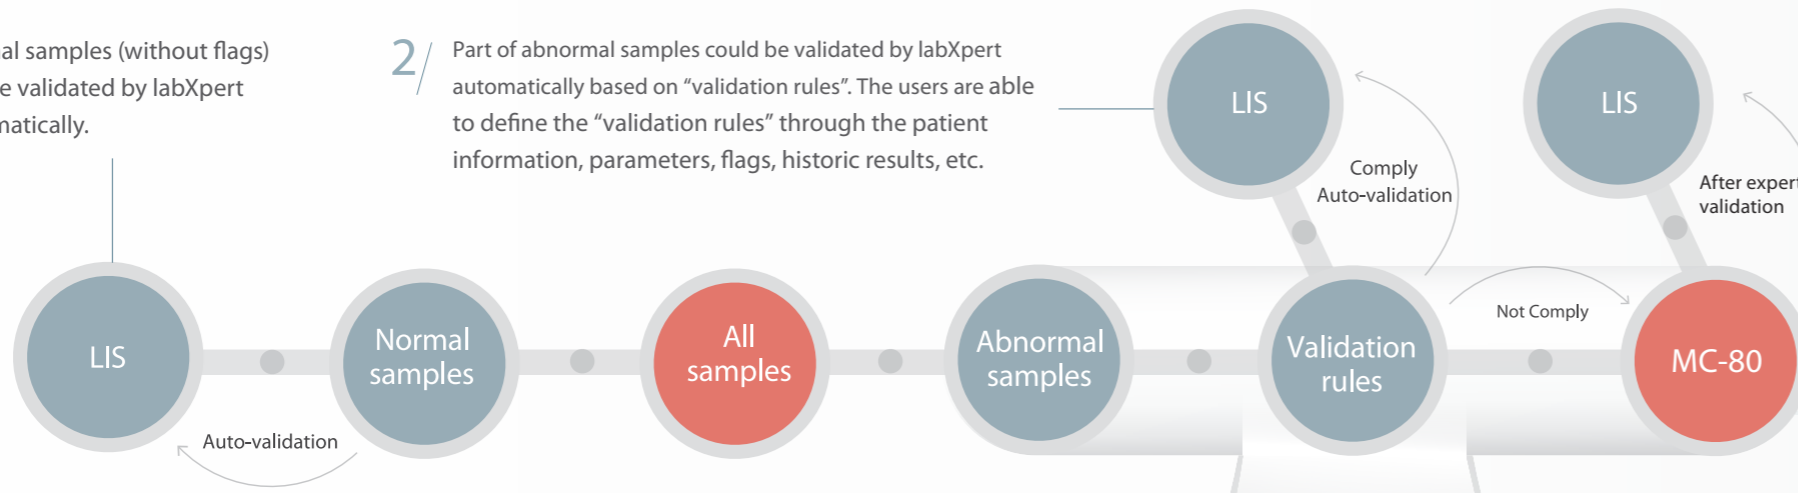 al samples (without flags)
e validated by labXpert
matically.
2/
Part of abnormal samples could be validated by labXpert
automatically based on “validation rules”. The users are able
to define the “validation rules” through the patient
information, parameters, flags, historic results, etc.
LIS
LIS
Comply
Auto-validation
After expert
validation
LIS
Normal
samples
All
samples
Abnormal
samples
Validation
rules
Not Comply
MC-80
Auto-validation